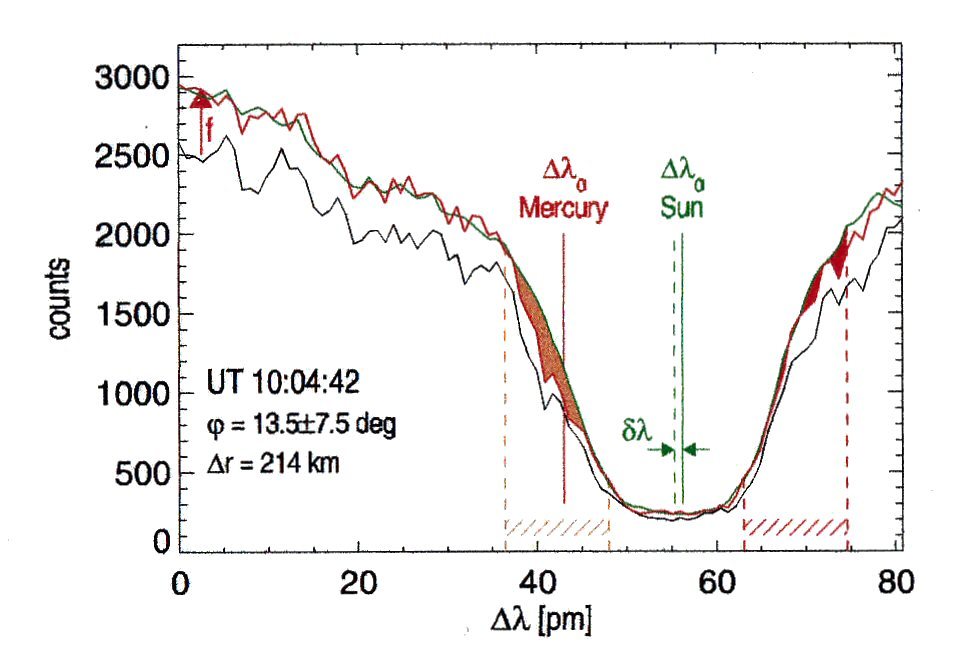 3000
2500
2000
1500
1000
500
0
counts
f
Δλ₀
Mercury
Δλ₀
Sun
UT 10:04:42
φ = 13.5±7.5 deg
Δr = 214 km
δλ
0 20 40 60 80
Δλ [pm]